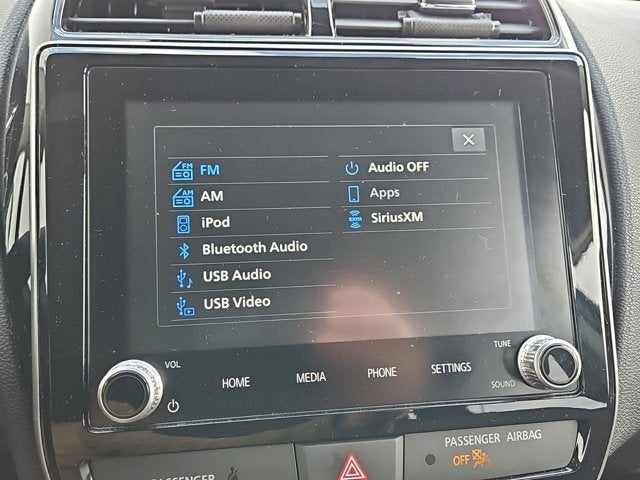 FM
AM
iPod
Bluetooth Audio
USB Audio
USB Video
Audio OFF
Apps
SiriusXM
VOL
HOME
MEDIA
PHONE
SETTINGS
TUNE
SOUND
PASSENGER
PASSENGER AIRBAG
OFF